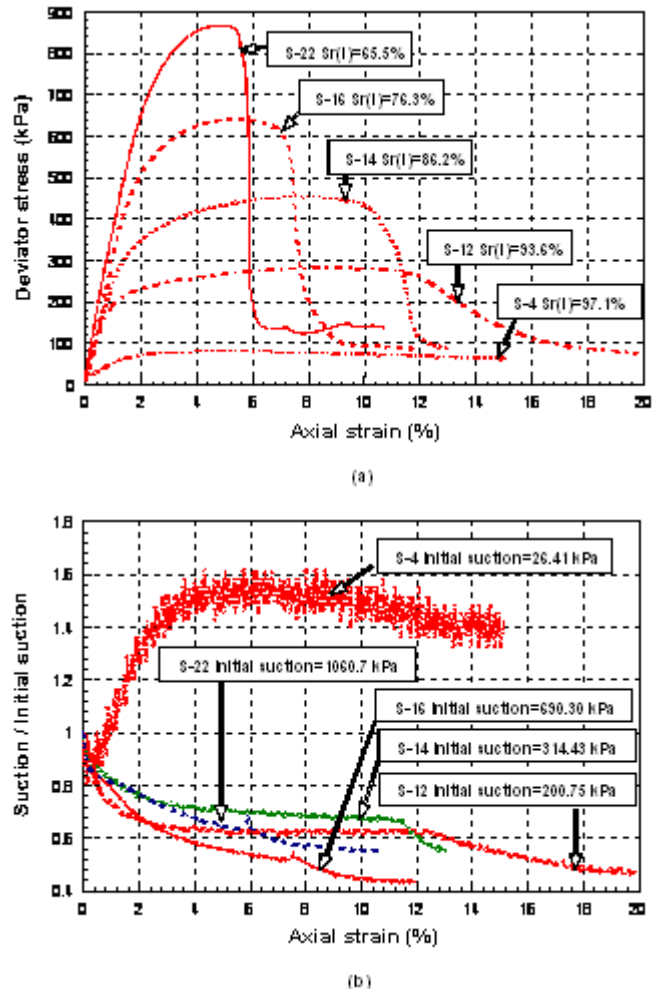 900
800
700
600
500
400
300
200
100
0
Deviator stress (kPa)
S-22 Sr(I)=65.5%
S-16 Sr(I)=76.3%
S-14 Sr(I)=86.2%
S-12 Sr(I)=93.6%
S-4 Sr(I)=97.1%
0 2 4 6 8 10 12 14 16 18 20
Axial strain (%)
(a)
1.8
1.6
1.4
1.2
1
0.8
0.6
0.4
Suction / Initial suction
S-4 Initial suction=26.41 kPa
S-22 Initial suction=1060.7 kPa
S-16 Initial suction=690.30 kPa
S-14 Initial suction=314.43 kPa
S-12 Initial suction=200.75 kPa
0 2 4 6 8 10 12 14 16 18 20
Axial strain (%)
(b)